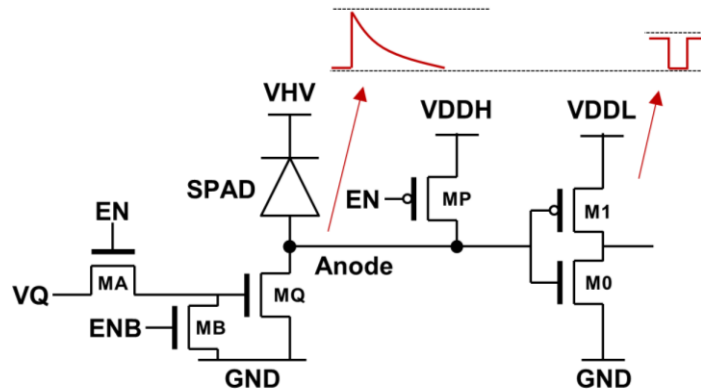 VHV
VDDH
VDDL
SPAD
EN
MP
M1
EN
Anode
MA
MQ
M0
VQ
ENB
MB
GND
GND